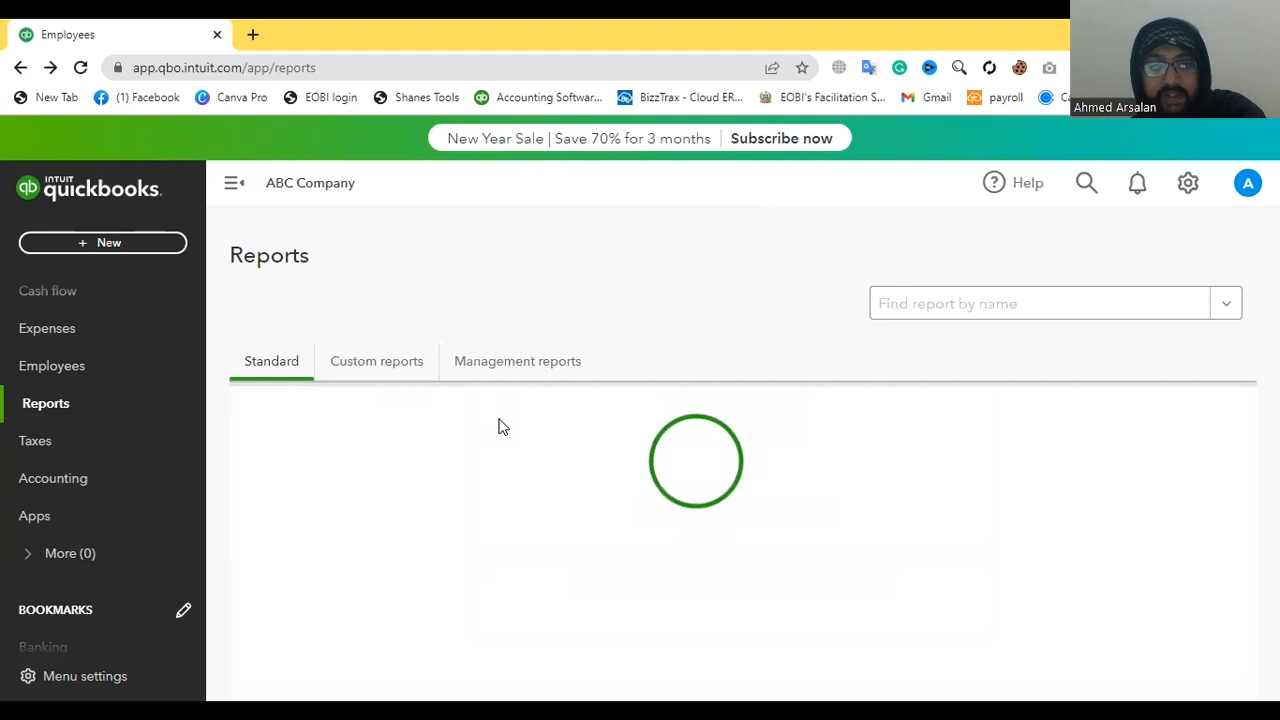 Employees
app.qbo.intuit.com/app/reports
New Tab
(1) Facebook
Canva Pro
EOBI login
Shanes Tools
Accounting Softwar...
BizzTrax - Cloud ER...
EOBI's Facilitation S...
Gmail
payroll
Ahmed Arsalan
New Year Sale | Save 70% for 3 months
Subscribe now
INTUIT
quickbooks.
ABC Company
Help
A
+ New
Reports
Find report by name
Cash flow
Expenses
Employees
Reports
Taxes
Accounting
Apps
More (0)
BOOKMARKS
Banking
Menu settings
Standard
Custom reports
Management reports